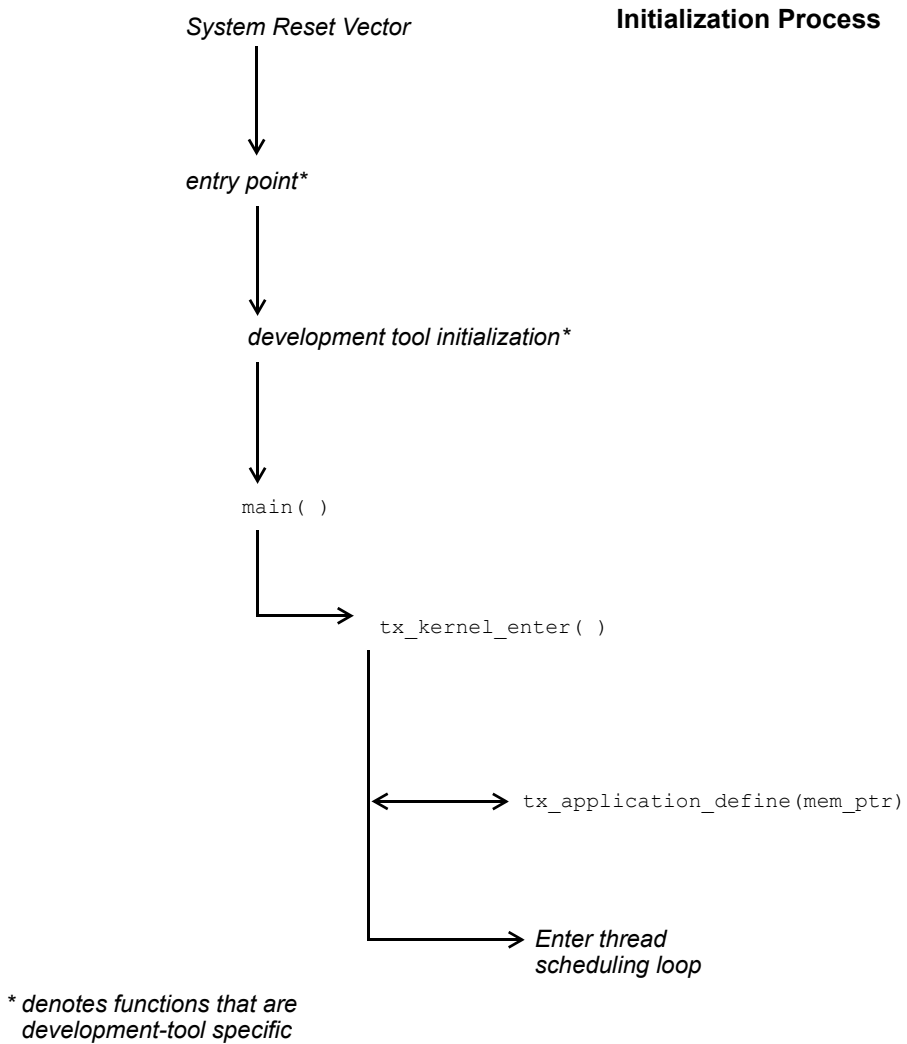 Initialization Process
System Reset Vector
entry point*
development tool initialization*
main( )
tx_kernel_enter( )
tx_application_define(mem_ptr)
Enter thread
scheduling loop
* denotes functions that are
development-tool specific